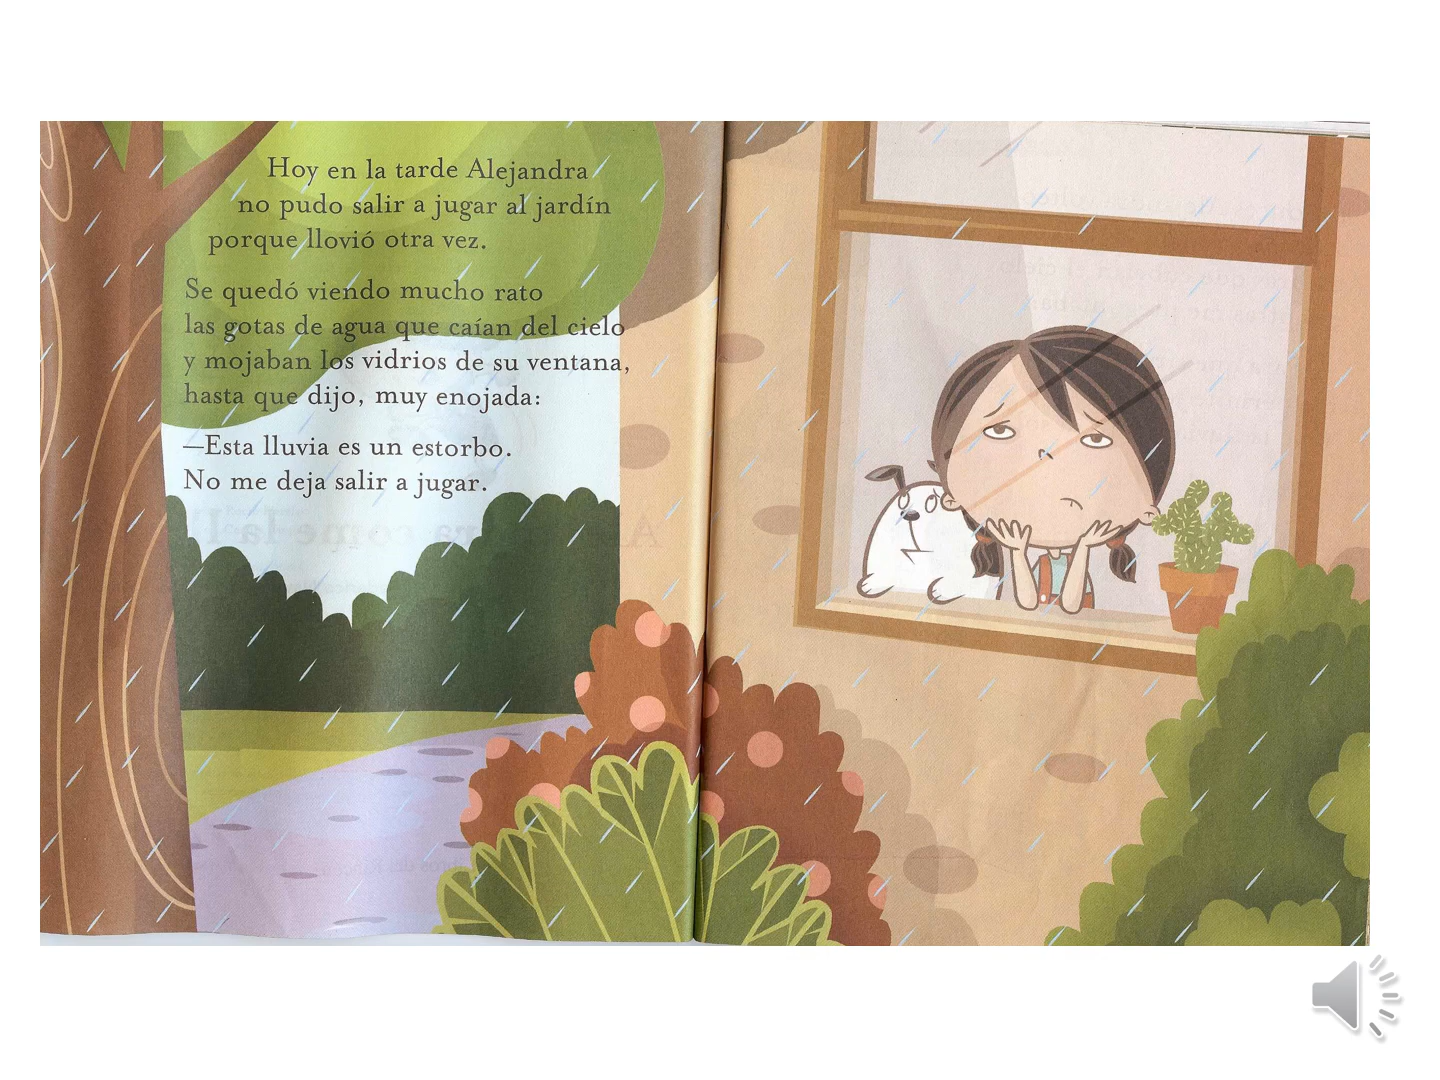 Hoy en la tarde Alejandra
no pudo salir a jugar al jardín
porque llovió otra vez.
Se quedó viendo mucho rato
las gotas de agua que caían del cielo
y mojaban los vidrios de su ventana,
hasta que dijo, muy enojada:
—Esta lluvia es un estorbo.
No me deja salir a jugar.